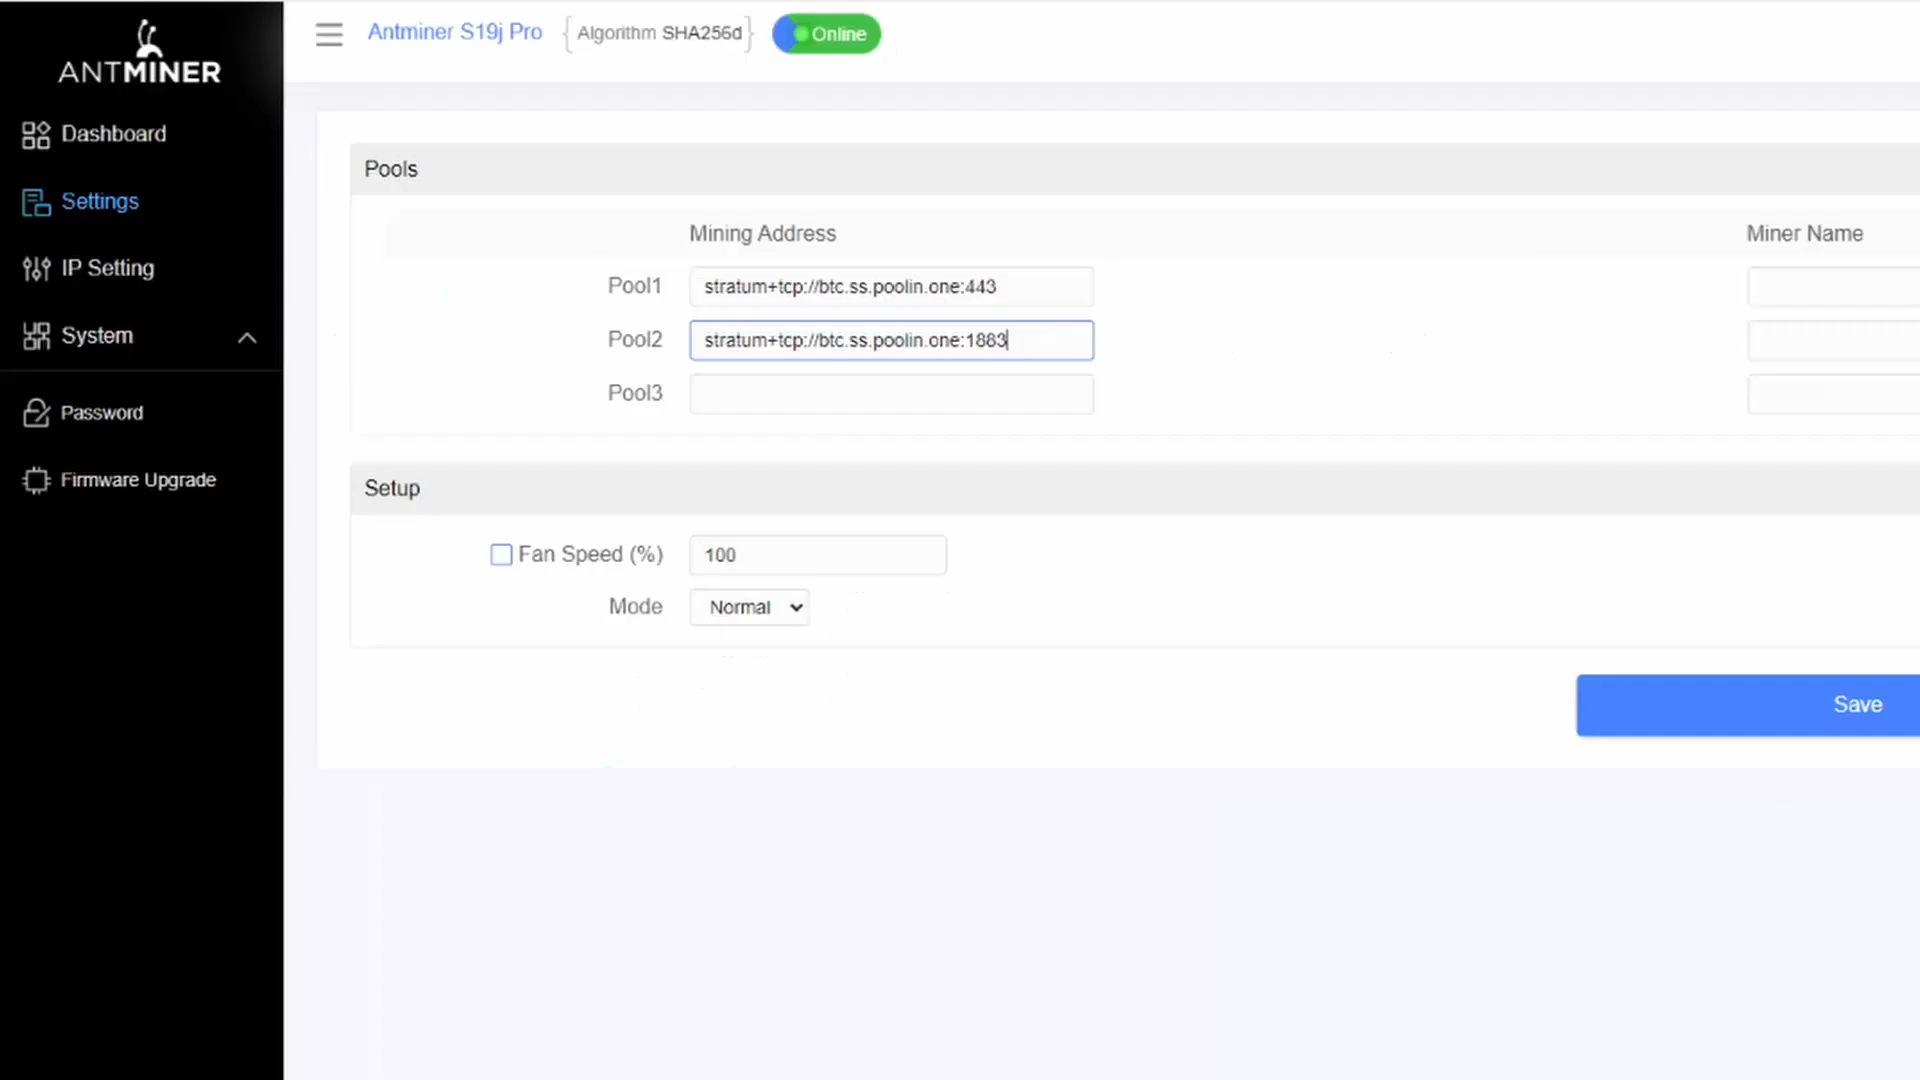 ANTMINER
Antminer S19j Pro
Algorithm SHA256d
Online
Dashboard
Settings
IP Setting
System
Password
Firmware Upgrade
Pools
Mining Address Miner Name
Pool1 stratum+tcp://btc.ss.poolin.one:443
Pool2 stratum+tcp://btc.ss.poolin.one:1883
Pool3
Setup
Fan Speed (%) 100
Mode Normal
Save